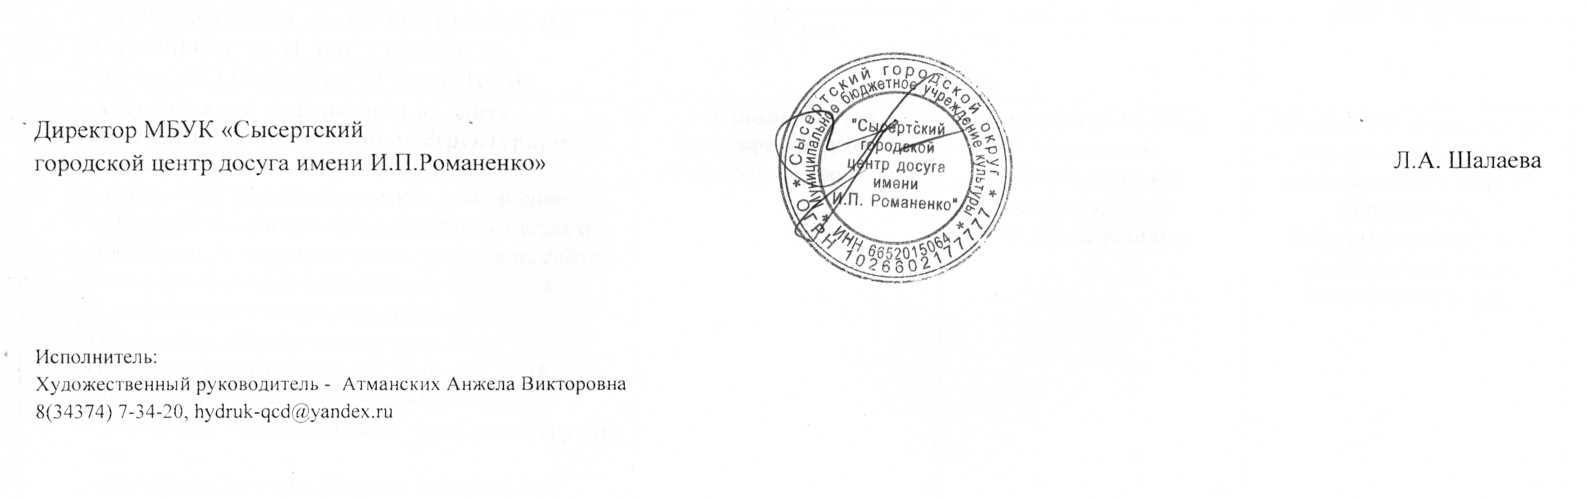 Директор МБУК «Сысертский
городской центр досуга имени И.П.Романенко»
* Сысертский городской округ *
ОГРН 1026602177777
* Муниципальное бюджетное учреждение культуры *
ИНН 6652015064
"Сысертский
городской
центр досуга
имени
И.П. Романенко"
Л.А. Шалаева
Исполнитель:
Художественный руководитель - Атманских Анжела Викторовна
8(34374) 7-34-20, hydruk-qcd@yandex.ru